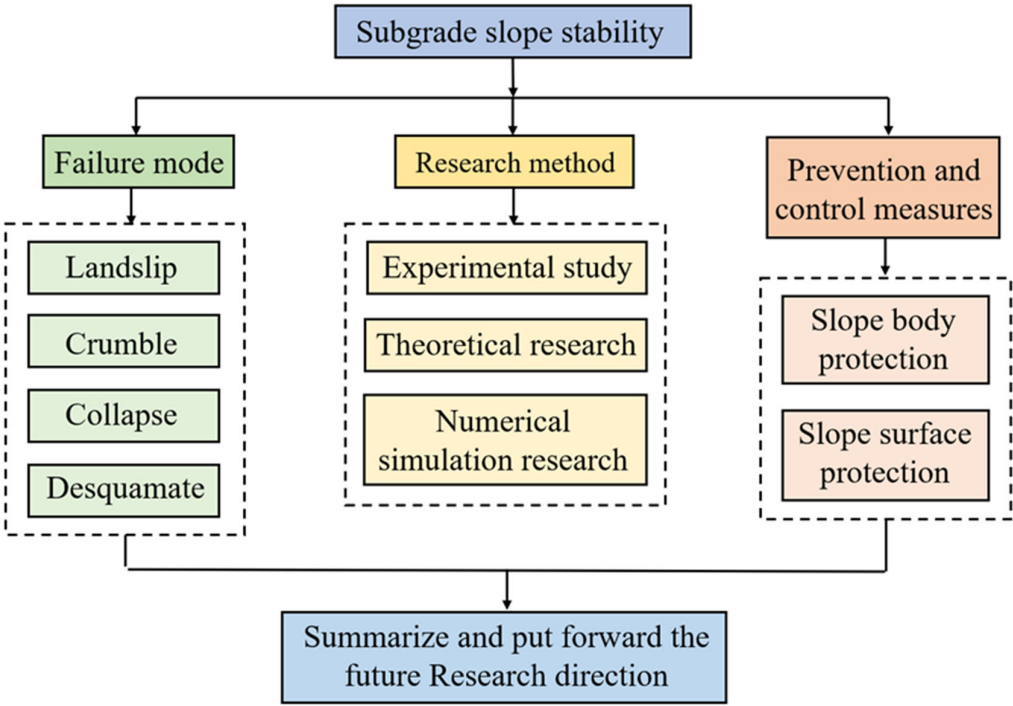 Subgrade slope stability
Failure mode
Landslip
Crumble
Collapse
Desquamate
Research method
Experimental study
Theoretical research
Numerical
simulation research
Prevention and
control measures
Slope body
protection
Slope surface
protection
Summarize and put forward the
future Research direction